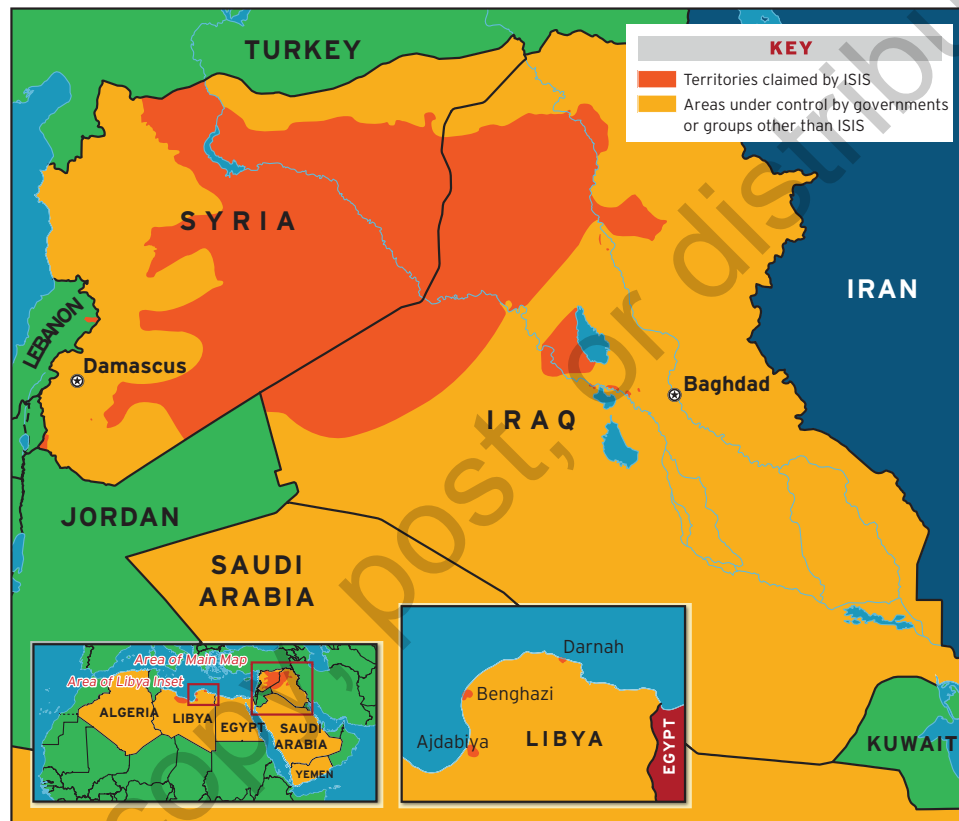 TURKEY
KEY
Territories claimed by ISIS
Areas under control by governments
or groups other than ISIS
SYRIA
IRAN
LEBANON
Damascus
Baghdad
IRAQ
JORDAN
SAUDI
ARABIA
Area of Main Map
Area of Libya Inset
ALGERIA
LIBYA
EGYPT
SAUDI
ARABIA
YEMEN
Darnah
Benghazi
Ajdabiya
LIBYA
EGYPT
KUWAIT
copy, post, or